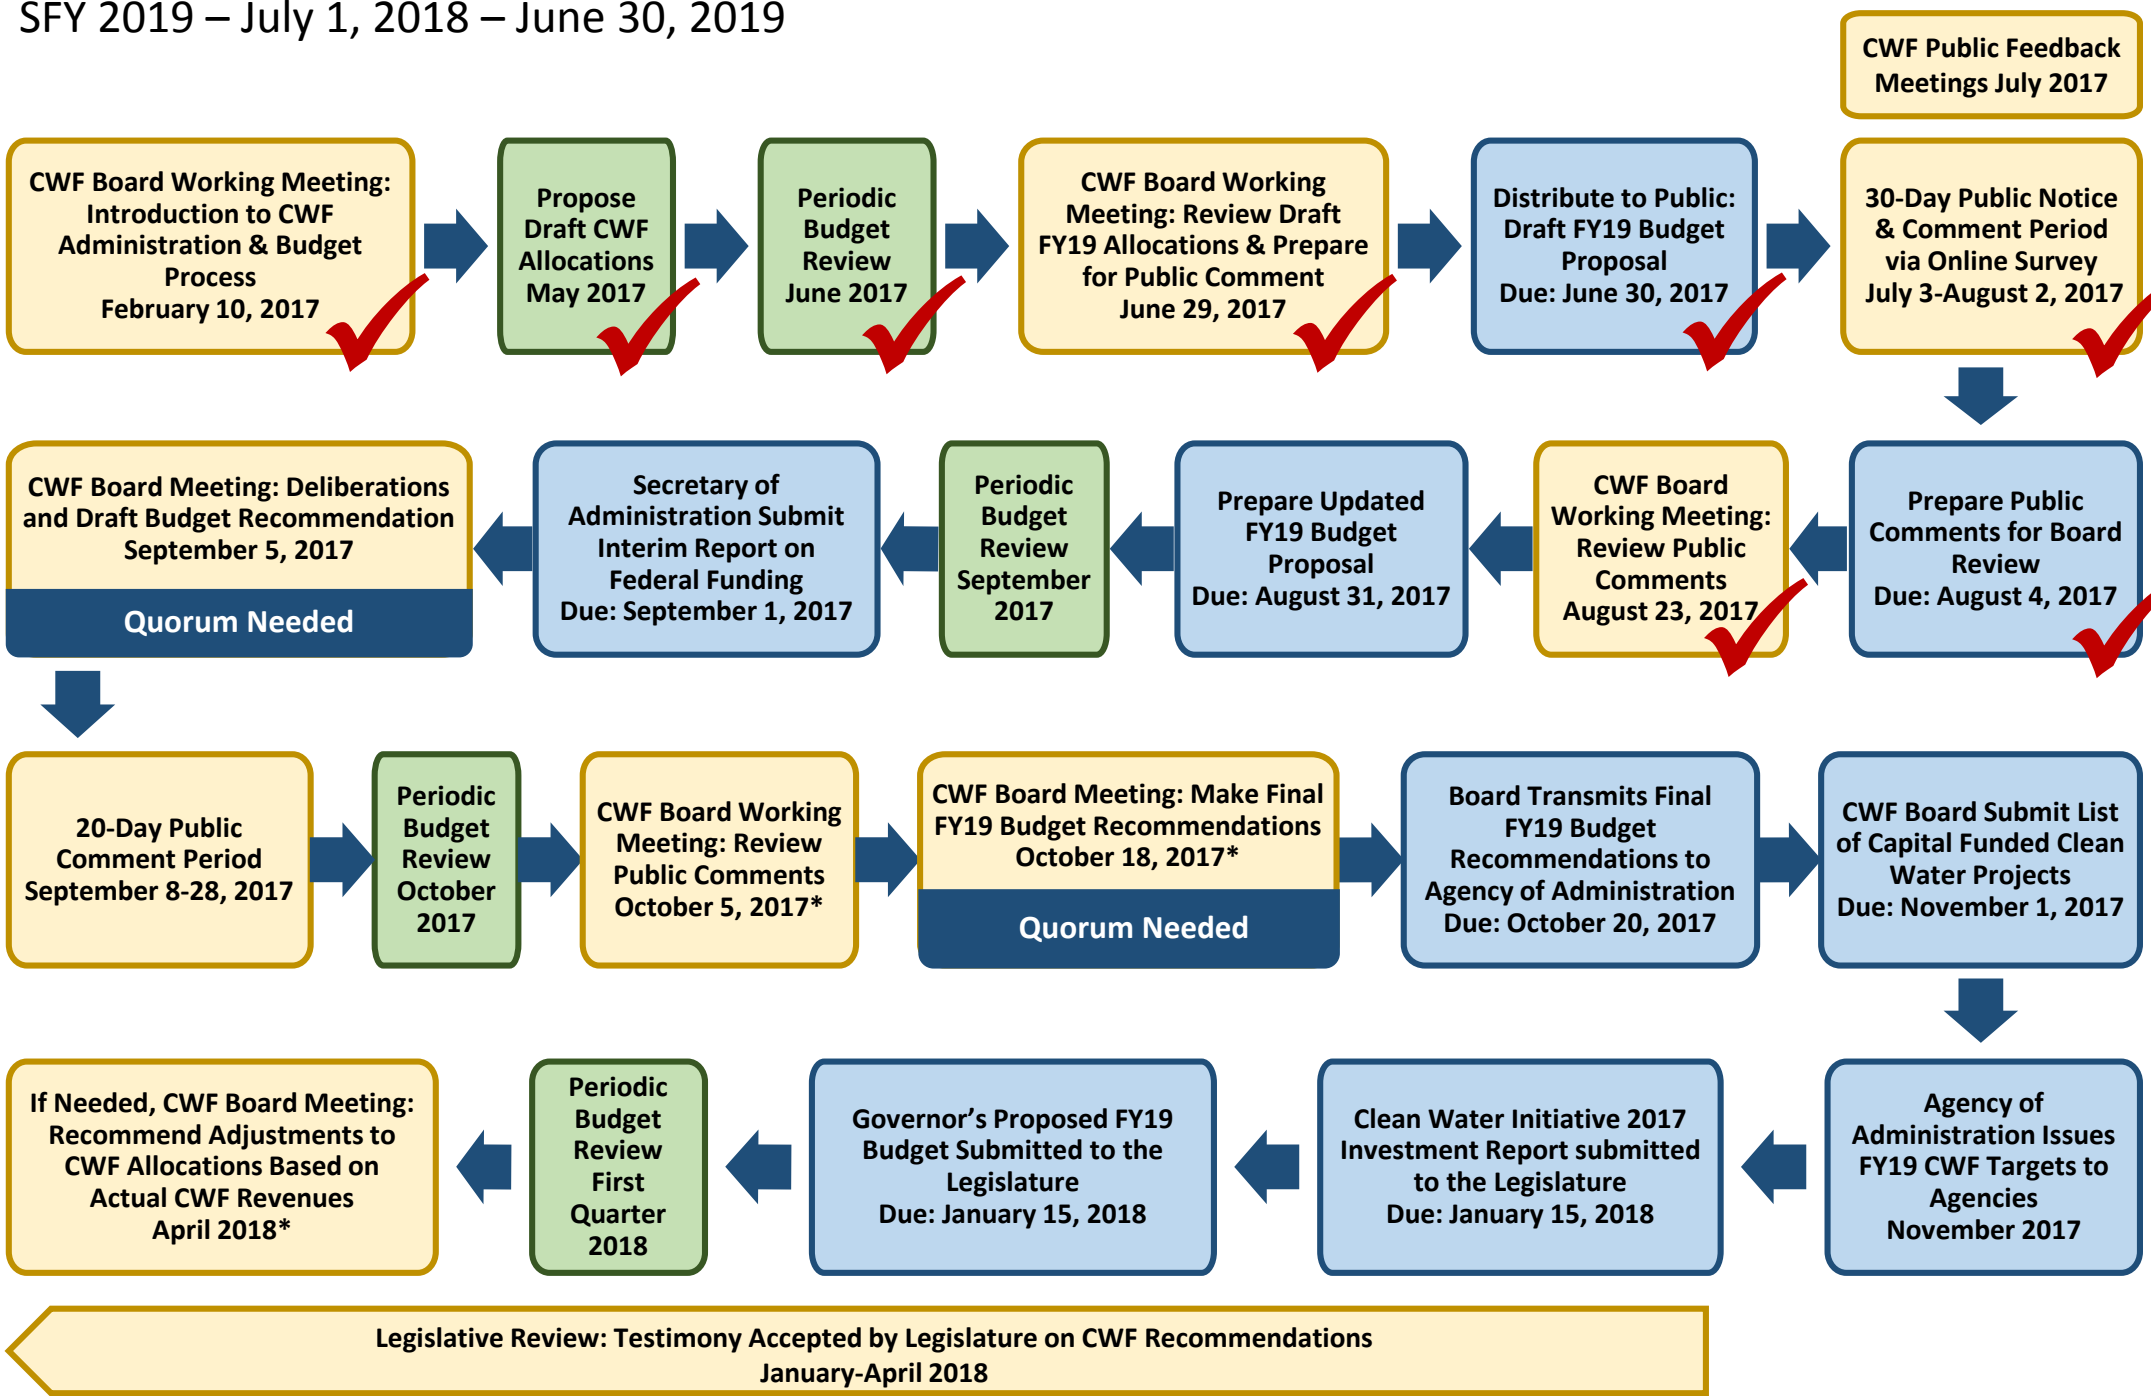 SFY 2019 – July 1, 2018 – June 30, 2019
CWF Public Feedback
Meetings July 2017
CWF Board Working Meeting:
Introduction to CWF
Administration & Budget
Process
February 10, 2017
Propose
Draft CWF
Allocations
May 2017
Periodic
Budget
Review
June 2017
CWF Board Working
Meeting: Review Draft
FY19 Allocations & Prepare
for Public Comment
June 29, 2017
Distribute to Public:
Draft FY19 Budget
Proposal
Due: June 30, 2017
30-Day Public Notice
& Comment Period
via Online Survey
July 3-August 2, 2017
Prepare Public
Comments for Board
Review
Due: August 4, 2017
CWF Board
Working Meeting:
Review Public
Comments
August 23, 2017
Prepare Updated
FY19 Budget
Proposal
Due: August 31, 2017
Periodic
Budget
Review
September
2017
Secretary of
Administration Submit
Interim Report on
Federal Funding
Due: September 1, 2017
CWF Board Meeting: Deliberations
and Draft Budget Recommendation
September 5, 2017
Quorum Needed
20-Day Public
Comment Period
September 8-28, 2017
Periodic
Budget
Review
October
2017
CWF Board Working
Meeting: Review
Public Comments
October 5, 2017*
CWF Board Meeting: Make Final
FY19 Budget Recommendations
October 18, 2017*
Quorum Needed
Board Transmits Final
FY19 Budget
Recommendations to
Agency of Administration
Due: October 20, 2017
CWF Board Submit List
of Capital Funded Clean
Water Projects
Due: November 1, 2017
Agency of
Administration Issues
FY19 CWF Targets to
Agencies
November 2017
Clean Water Initiative 2017
Investment Report submitted
to the Legislature
Due: January 15, 2018
Governor’s Proposed FY19
Budget Submitted to the
Legislature
Due: January 15, 2018
Periodic
Budget
Review
First
Quarter
2018
If Needed, CWF Board Meeting:
Recommend Adjustments to
CWF Allocations Based on
Actual CWF Revenues
April 2018*
Legislative Review: Testimony Accepted by Legislature on CWF Recommendations
January-April 2018